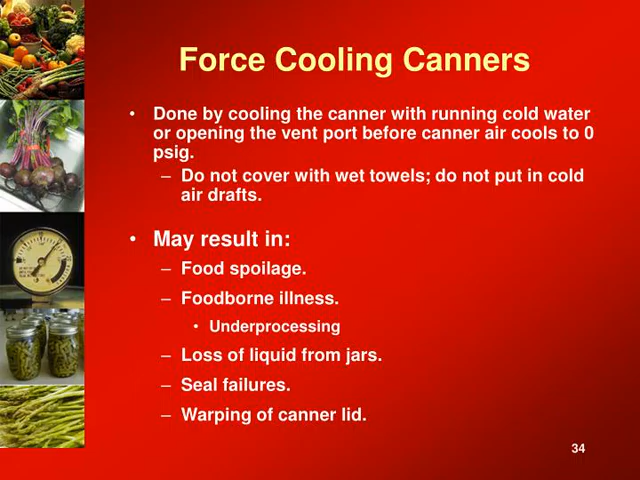 Force Cooling Canners
• Done by cooling the canner with running cold water
or opening the vent port before canner air cools to 0
psig.
– Do not cover with wet towels; do not put in cold
air drafts.
• May result in:
– Food spoilage.
– Foodborne illness.
• Underprocessing
– Loss of liquid from jars.
– Seal failures.
– Warping of canner lid.
34